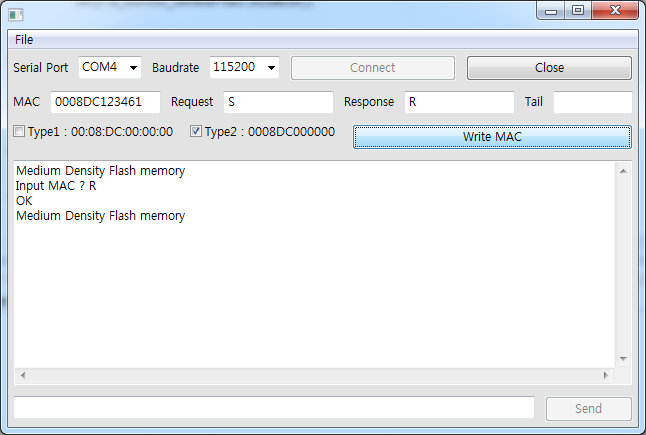 File
Serial Port COM4 Baudrate 115200 Connect Close
MAC 0008DC123461 Request S Response R Tail
Type1 : 00:08:DC:00:00:00 Type2 : 0008DC000000 Write MAC
Medium Density Flash memory
Input MAC ? R
OK
Medium Density Flash memory
Send